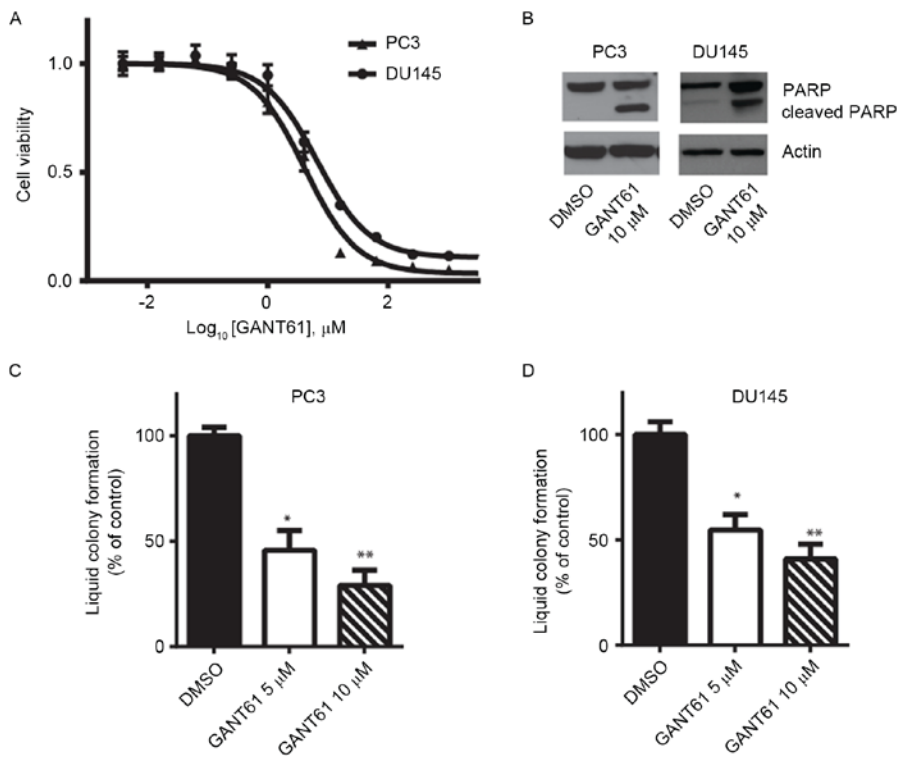 A
PC3
DU145
Cell viability
1.0
0.5
0.0
-2
0
2
Log10 [GANT61], μM
B
PC3
DU145
PARP
cleaved PARP
Actin
DMSO
GANT61
10 μM
DMSO
GANT61
10 μM
C
PC3
Liquid colony formation
(% of control)
100
50
0
*
**
DMSO
GANT61 5 μM
GANT61 10 μM
D
DU145
Liquid colony formation
(% of control)
100
50
0
*
**
DMSO
GANT61 5 μM
GANT61 10 μM